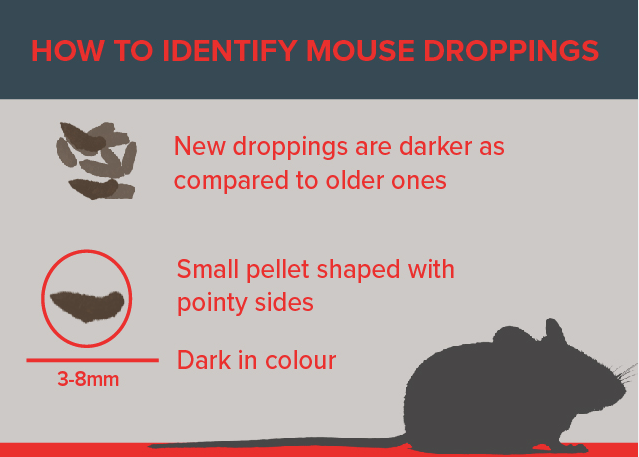 HOW TO IDENTIFY MOUSE DROPPINGS
New droppings are darker as
compared to older ones
Small pellet shaped with
pointy sides
Dark in colour
3-8mm